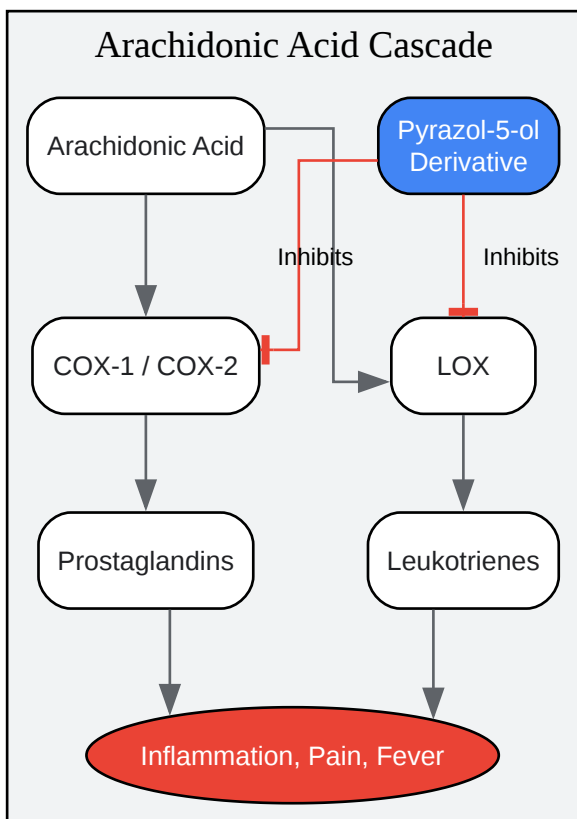 Arachidonic Acid Cascade
Arachidonic Acid
Pyrazol-5-ol
Derivative
Inhibits
Inhibits
COX-1 / COX-2
LOX
Prostaglandins
Leukotrienes
Inflammation, Pain, Fever